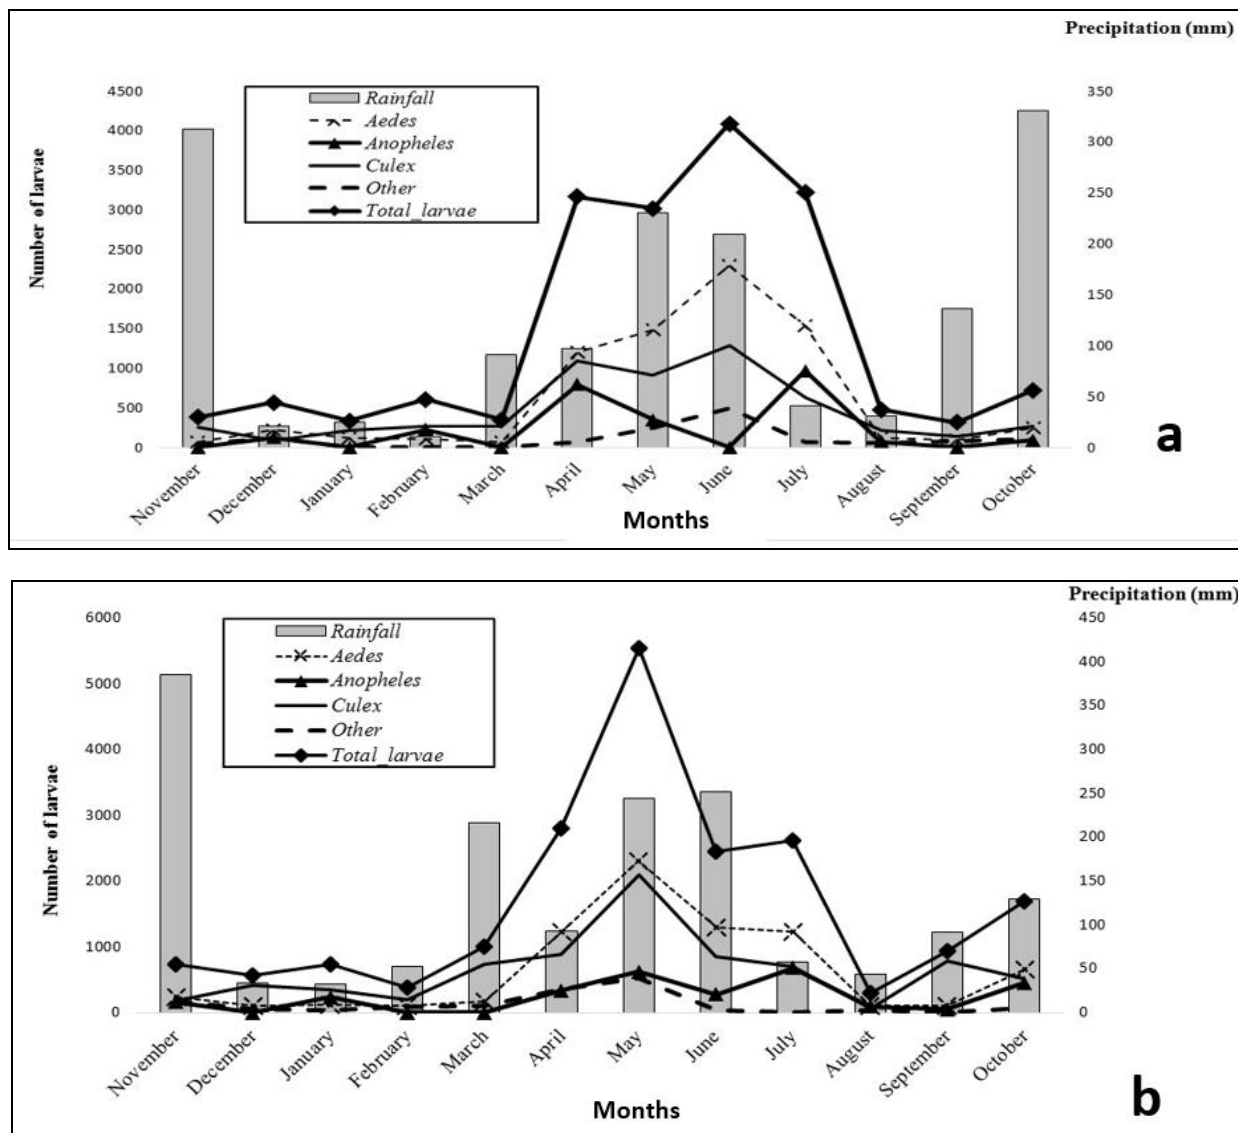 Precipitation (mm)
Number of larvae
4500
4000
3500
3000
2500
2000
1500
1000
500
0
Rainfall
Aedes
Anopheles
Culex
Other
Total_larvae
350
300
250
200
150
100
50
0
November
December
January
February
March
April
May
June
July
August
September
October
Months
a
Precipitation (mm)
Number of larvae
6000
5000
4000
3000
2000
1000
0
Rainfall
Aedes
Anopheles
Culex
Other
Total_larvae
450
400
350
300
250
200
150
100
50
0
November
December
January
February
March
April
May
June
July
August
September
October
Months
b